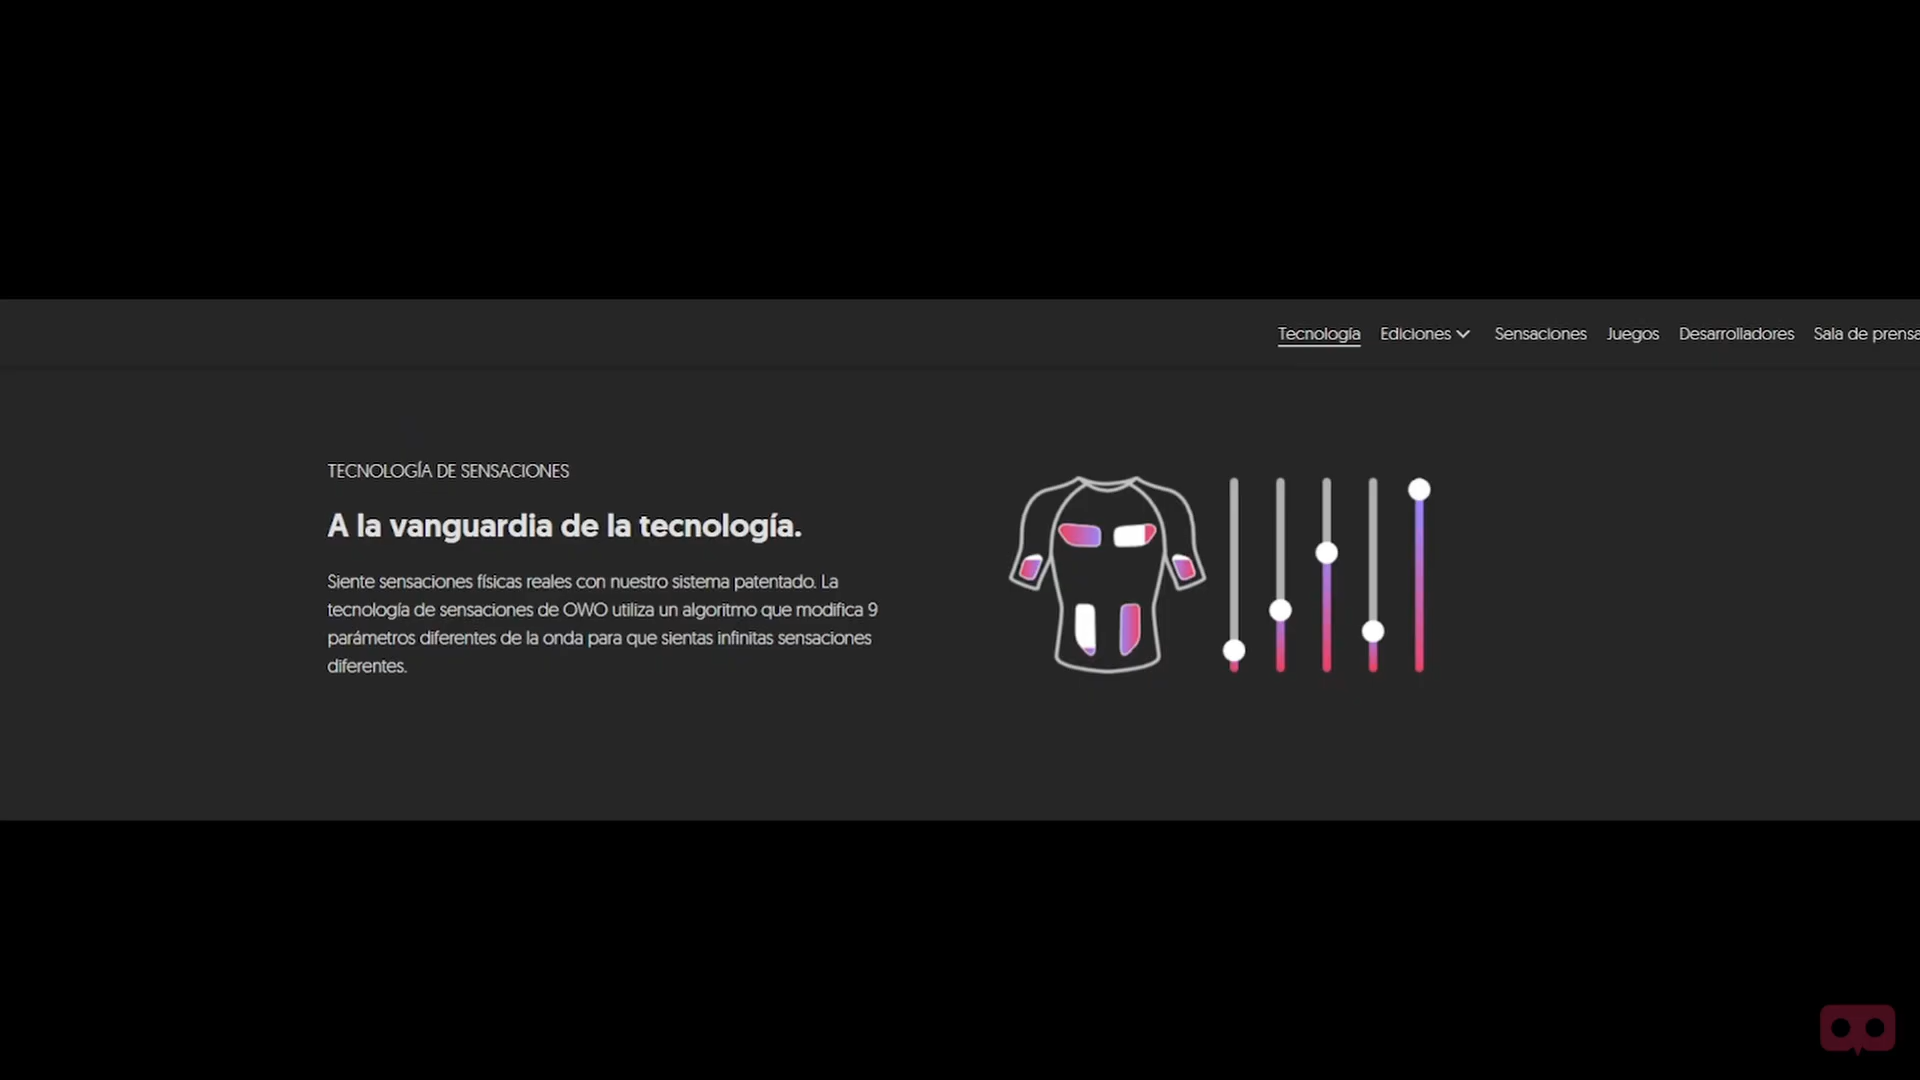 Tecnología Ediciones Sensaciones Juegos Desarrolladores Sala de prensa
TECNOLOGÍA DE SENSACIONES
A la vanguardia de la tecnología.
Siente sensaciones físicas reales con nuestro sistema patentado. La
tecnología de sensaciones de OWO utiliza un algoritmo que modifica 9
parámetros diferentes de la onda para que sientas infinitas sensaciones
diferentes.